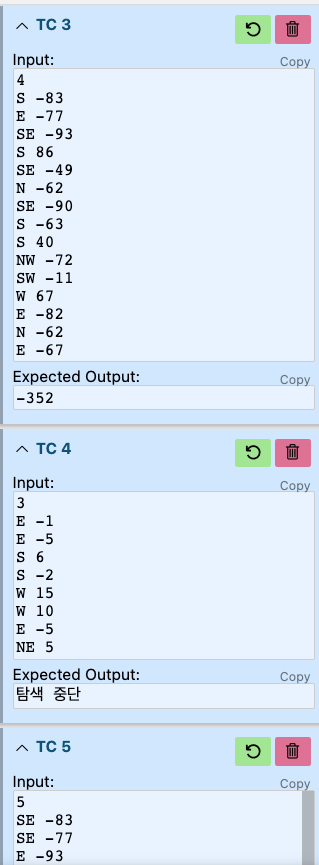 TC 3
Input:
Copy
4
S -83
E -77
SE -93
S 86
SE -49
N -62
SE -90
S -63
S 40
NW -72
SW -11
W 67
E -82
N -62
E -67
Expected Output:
Copy
-352
TC 4
Input:
Copy
3
E -1
E -5
S 6
S -2
W 15
W 10
E -5
NE 5
Expected Output:
Copy
탐색 중단
TC 5
Input:
Copy
5
SE -83
SE -77
E -93